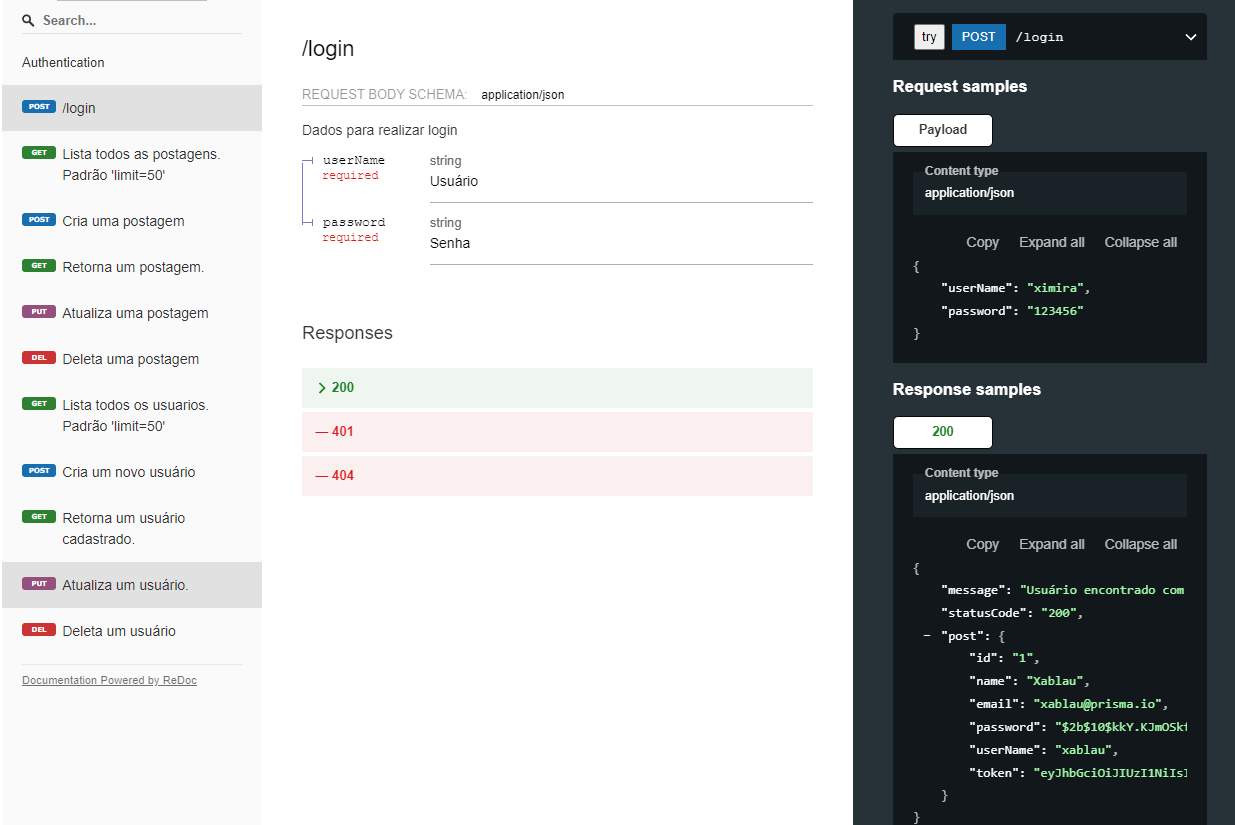 Search...
Authentication
POST /login
GET Lista todos as postagens.
Padrão 'limit=50'
POST Cria uma postagem
GET Retorna um postagem.
PUT Atualiza uma postagem
DEL Deleta uma postagem
GET Lista todos os usuarios.
Padrão 'limit=50'
POST Cria um novo usuário
GET Retorna um usuário
cadastrado.
PUT Atualiza um usuário.
DEL Deleta um usuário
Documentation Powered by ReDoc
/login
REQUEST BODY SCHEMA: application/json
Dados para realizar login
userName string
required Usuário
password string
required Senha
Responses
200
— 401
— 404
try POST /login
Request samples
Payload
Content type
application/json
Copy Expand all Collapse all
{
"userName": "ximira",
"password": "123456"
}
Response samples
200
Content type
application/json
Copy Expand all Collapse all
{
"message": "Usuário encontrado com
"statusCode": "200",
- "post": {
"id": "1",
"name": "Xablau",
"email": "xablau@prisma.io",
"password": "$2b$10$kkY.KJmOSkf
"userName": "xablau",
"token": "eyJhbGciOiJIUzI1NiIsI
}
}